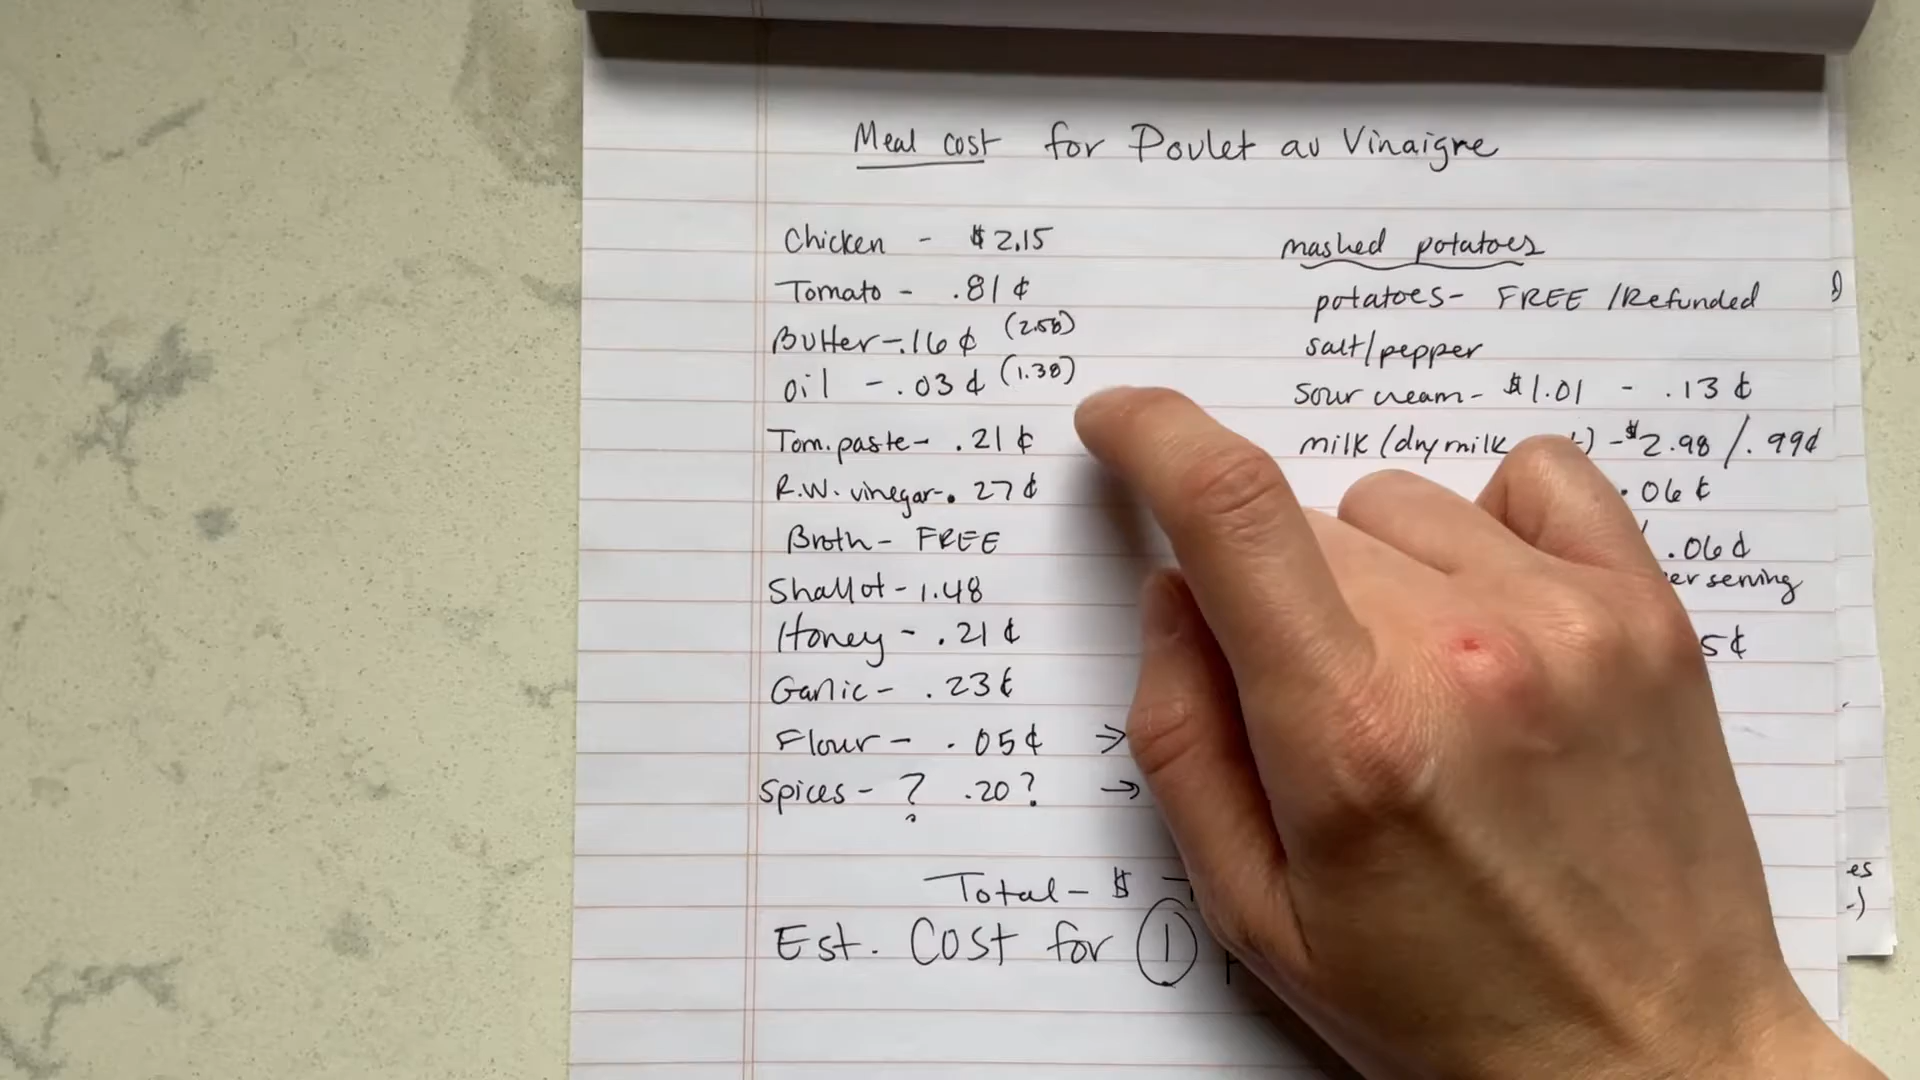 Meal cost for Poulet au Vinaigre
Chicken - $2.15
Tomato - .81¢
Butter - .16¢ (2.58)
oil - .03¢ (1.38)
Tom. paste - .21¢
R.W. vinegar - .27¢
Broth - FREE
Shallot - 1.48
Honey - .21¢
Garlic - .23¢
Flour - .05¢ →
Spices - ? .20? →
Total - $
Est. Cost for 1
mashed potatoes
potatoes - FREE / Refunded
salt/pepper
sour cream - $1.01 - .13¢
milk (dry milk - $2.98 / .99¢
.06¢
.06¢
serving
5¢